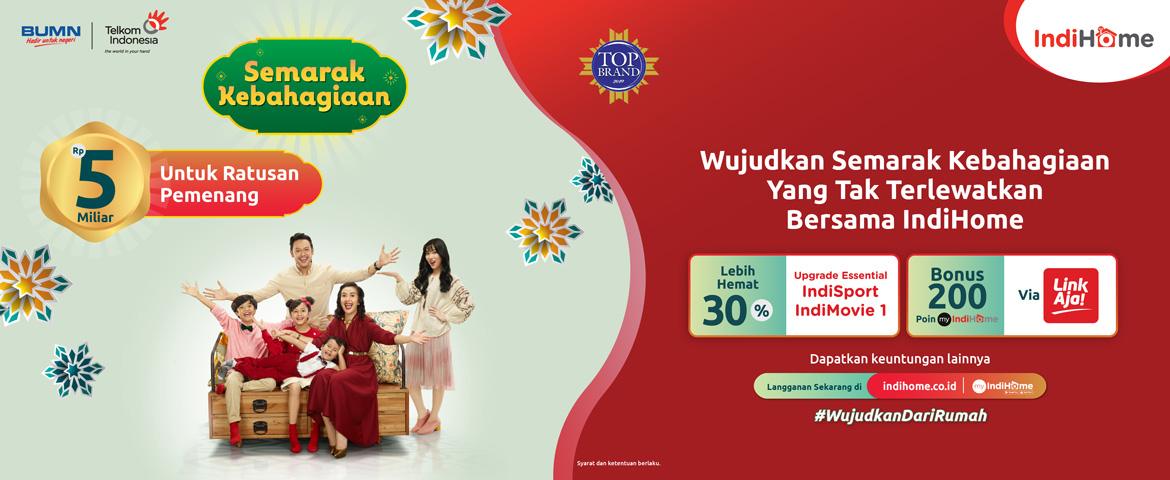 BUMN
Hadir untuk negeri
Telkom
Indonesia
the world in your hand
Semarak
Kebahagiaan
Rp
5
Miliar
Untuk Ratusan
Pemenang
TOP
BRAND
2019
IndiHome
Wujudkan Semarak Kebahagiaan
Yang Tak Terlewatkan
Bersama IndiHome
Lebih
Hemat
30%
Upgrade Essential
IndiSport
IndiMovie 1
Bonus
200
Poin my IndiHome
Via
Link
Aja!
Dapatkan keuntungan lainnya
Langganan Sekarang di indihome.co.id | my IndiHome
#WujudkanDariRumah
Syarat dan ketentuan berlaku.